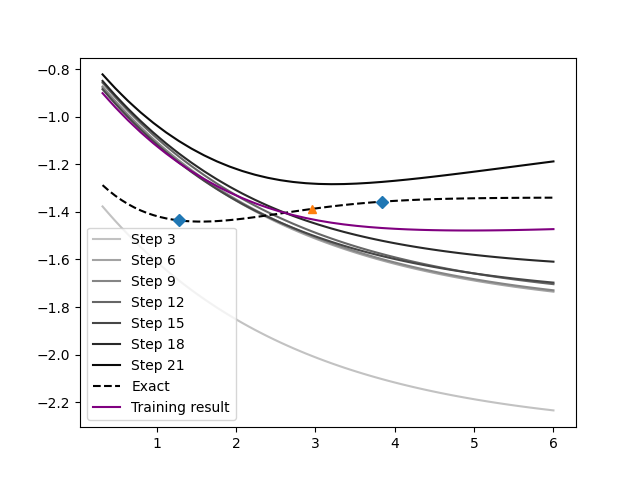 −0.8
−1.0
−1.2
−1.4
−1.6
−1.8
−2.0
−2.2
Step 3
Step 6
Step 9
Step 12
Step 15
Step 18
Step 21
Exact
Training result
1 2 3 4 5 6